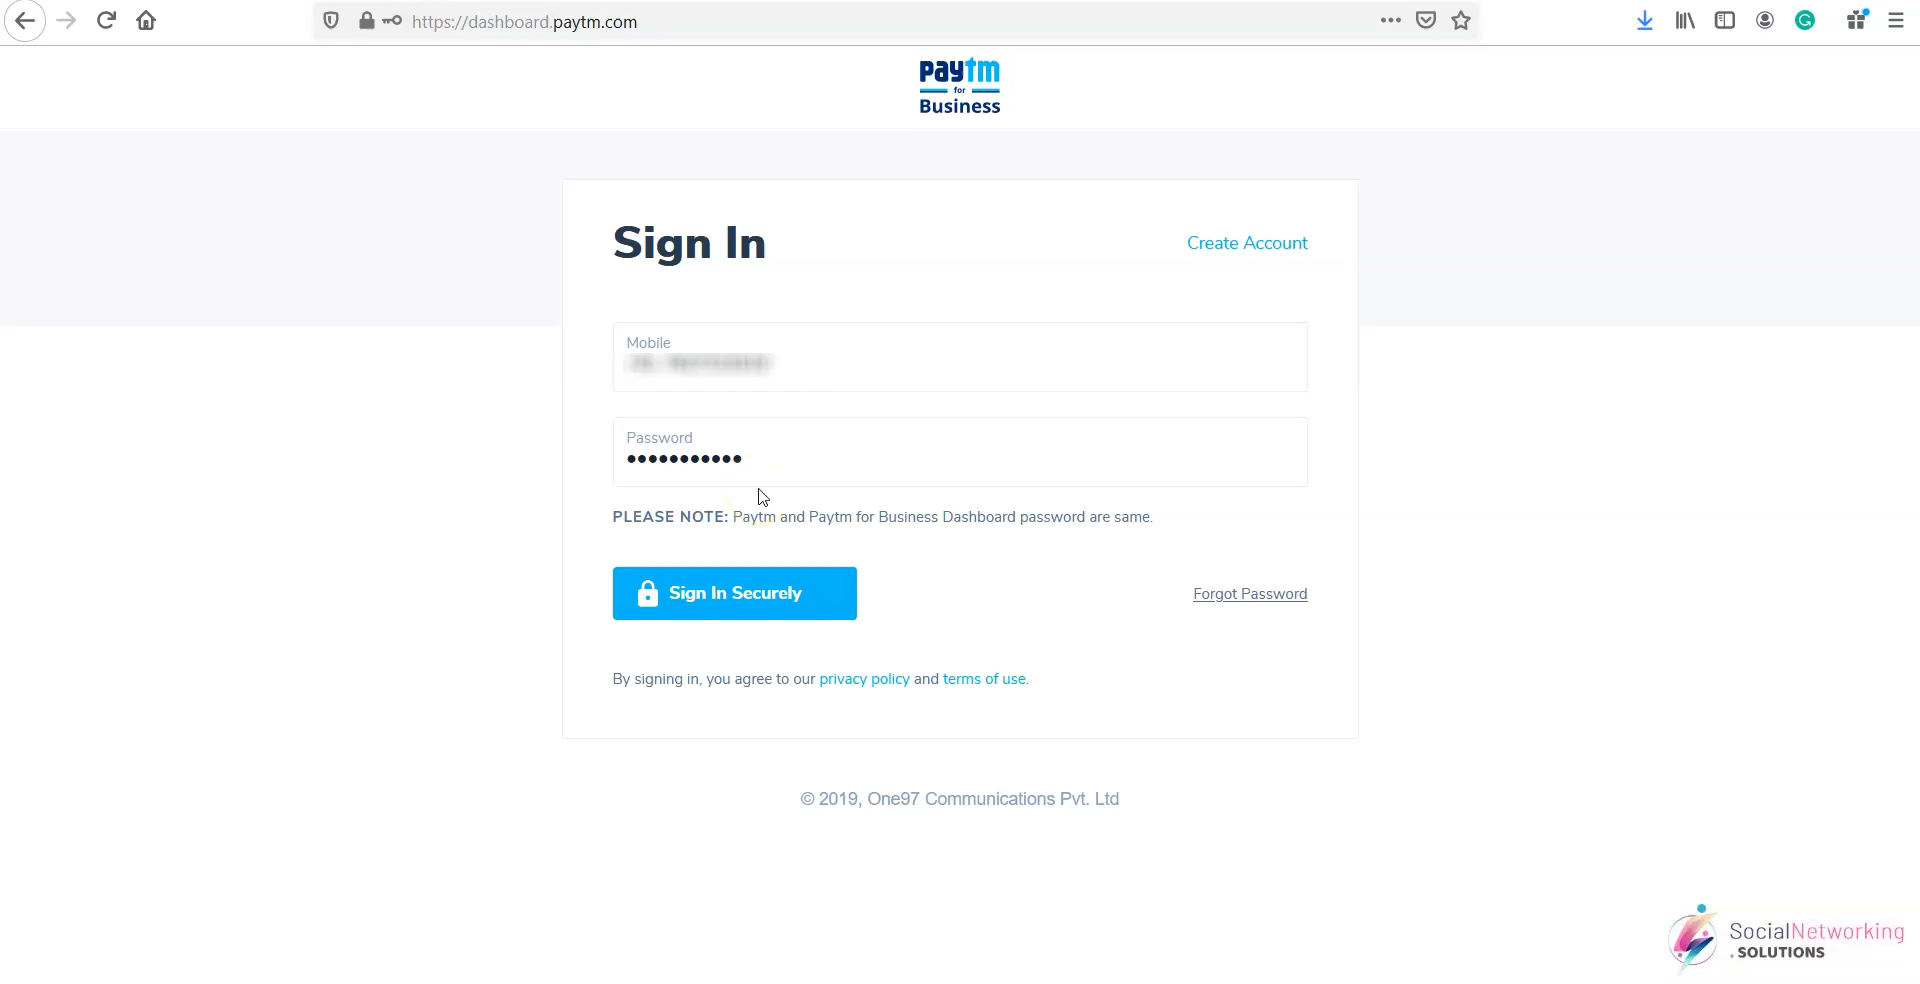 https://dashboard.paytm.com
paytm
for
Business
Sign In
Create Account
Mobile
Password
•••••••••••
PLEASE NOTE: Paytm and Paytm for Business Dashboard password are same.
Sign In Securely
Forgot Password
By signing in, you agree to our privacy policy and terms of use.
© 2019, One97 Communications Pvt. Ltd
SocialNetworking
.SOLUTIONS